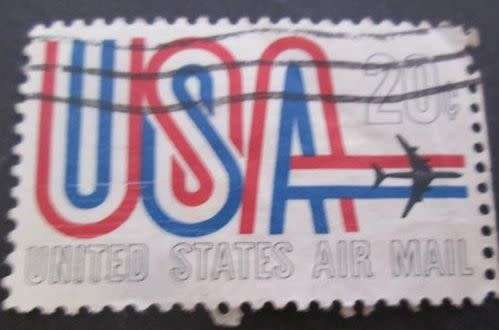 USA
20¢
UNITED STATES AIR MAIL